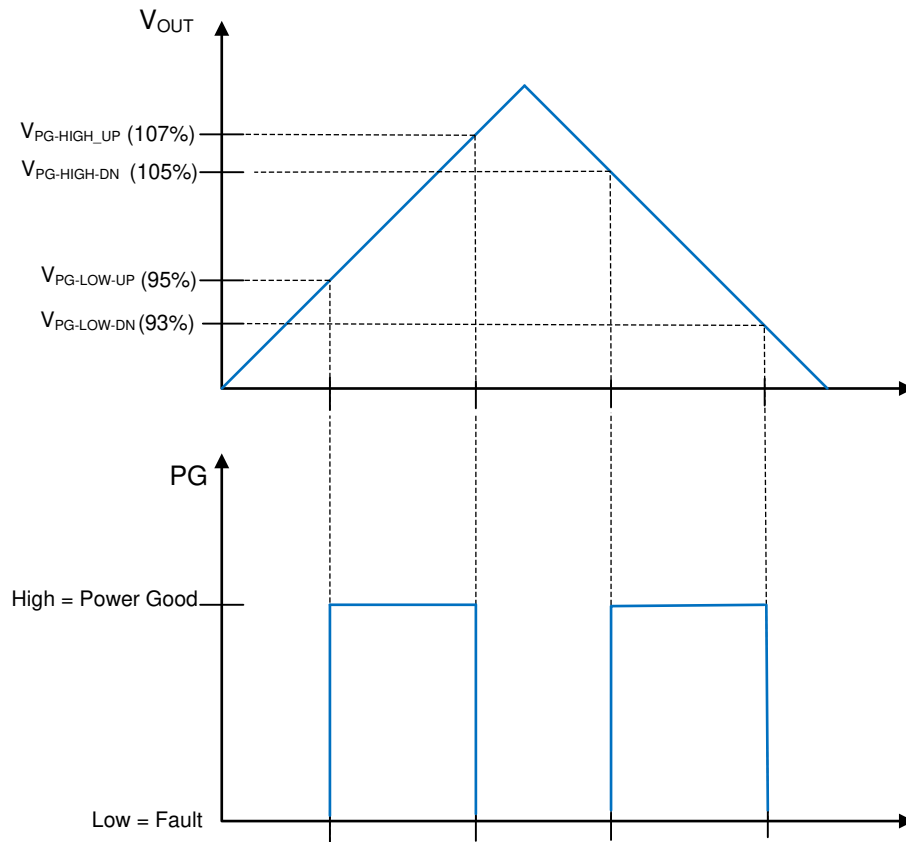 VOUT
VPG-HIGH_UP (107%)
VPG-HIGH-DN (105%)
VPG-LOW-UP (95%)
VPG-LOW-DN (93%)
PG
High = Power Good
Low = Fault